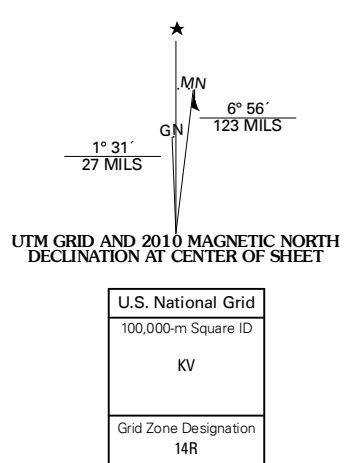 MN
GN
6° 56´
123 MILS
1° 31´
27 MILS
UTM GRID AND 2010 MAGNETIC NORTH
DECLINATION AT CENTER OF SHEET
U.S. National Grid
100,000-m Square ID
KV
Grid Zone Designation
14R